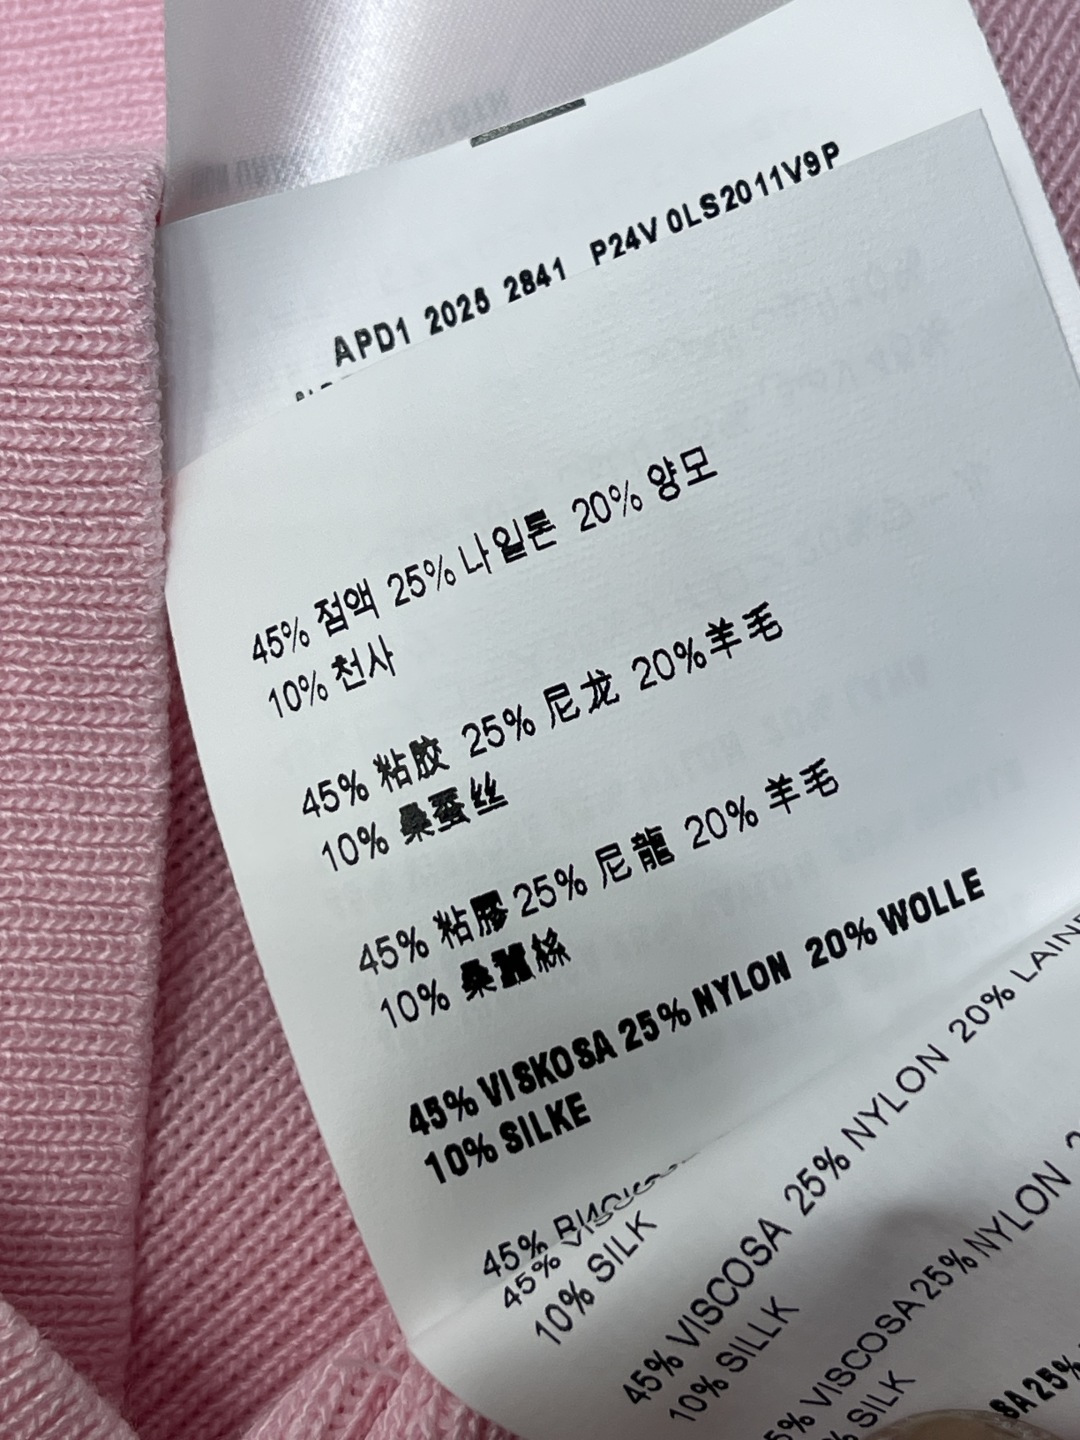 APD1 2025 2841 P24V 0LS2011V9P
45% 점액 25% 나일론 20% 양모
10% 천사
45% 粘胶 25% 尼龙 20% 羊毛
10% 桑蚕丝
45% 粘膠 25% 尼龍 20% 羊毛
10% 桑蠶絲
45% VISKOSA 25% NYLON 20% WOLLE
10% SILKE
45%
45%
10% SILK
45% VISCOSA 25% NYLON 20% LAINE
10% SILLK
5% VISCOSA 25% NYLON
% SILK
SA 25%